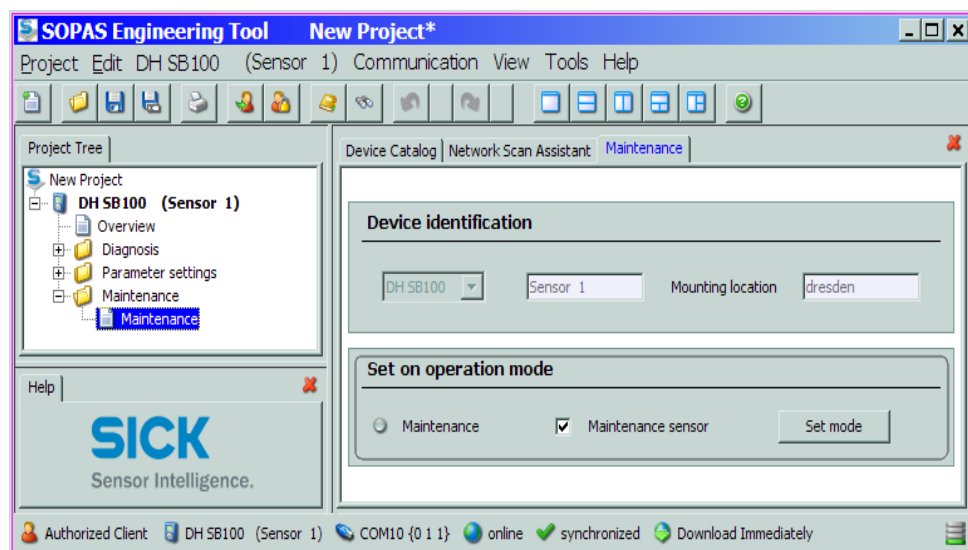 SOPAS Engineering Tool New Project*
Project Edit DH SB100 (Sensor 1) Communication View Tools Help
Project Tree
New Project
DH SB100 (Sensor 1)
Overview
Diagnosis
Parameter settings
Maintenance
Maintenance
Help
SICK
Sensor Intelligence.
Device Catalog Network Scan Assistant Maintenance
Device identification
DH SB100 Sensor 1 Mounting location dresden
Set on operation mode
Maintenance Maintenance sensor Set mode
Authorized Client DH SB100 (Sensor 1) COM10 {0 1 1} online synchronized Download Immediately